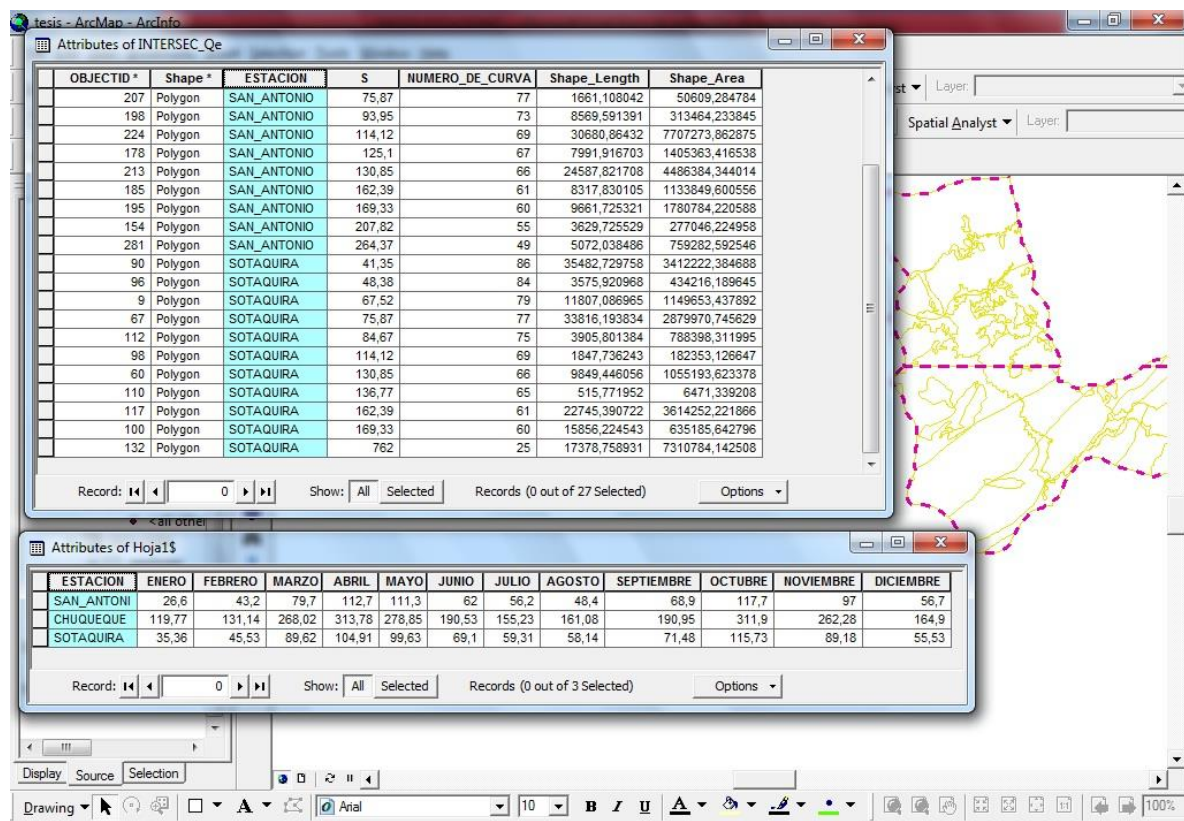 tesis - ArcMap - ArcInfo
Attributes of INTERSEC_Qe
OBJECTID * Shape * ESTACION S NUMERO_DE_CURVA Shape_Length Shape_Area
207 Polygon SAN_ANTONIO 75,87 77 1661,108042 50609,284784
198 Polygon SAN_ANTONIO 93,95 73 8569,591391 313464,233845
224 Polygon SAN_ANTONIO 114,12 69 30680,86432 7707273,862875
178 Polygon SAN_ANTONIO 125,1 67 7991,916703 1405363,416538
213 Polygon SAN_ANTONIO 130,85 66 24587,821708 4486384,344014
185 Polygon SAN_ANTONIO 162,39 61 8317,830105 1133849,600556
195 Polygon SAN_ANTONIO 169,33 60 9661,725321 1780784,220588
154 Polygon SAN_ANTONIO 207,82 55 3629,725529 277046,224958
281 Polygon SAN_ANTONIO 264,37 49 5072,038486 759282,592546
90 Polygon SOTAQUIRA 41,35 86 35482,729758 3412222,384688
96 Polygon SOTAQUIRA 48,38 84 3575,920968 434216,189645
9 Polygon SOTAQUIRA 67,52 79 11807,086965 1149653,437892
67 Polygon SOTAQUIRA 75,87 77 33816,193834 2879970,745629
112 Polygon SOTAQUIRA 84,67 75 3905,801384 788398,311995
98 Polygon SOTAQUIRA 114,12 69 1847,736243 182353,126647
60 Polygon SOTAQUIRA 130,85 66 9849,446056 1055193,623378
110 Polygon SOTAQUIRA 136,77 65 515,771952 6471,339208
117 Polygon SOTAQUIRA 162,39 61 22745,390722 3614252,221866
100 Polygon SOTAQUIRA 169,33 60 15856,224543 635185,642796
132 Polygon SOTAQUIRA 762 25 17378,758931 7310784,142508
Record: 0 Show: All Selected Records (0 out of 27 Selected) Options
st Layer:
Spatial Analyst Layer:
<all other
Attributes of Hoja1$
ESTACION ENERO FEBRERO MARZO ABRIL MAYO JUNIO JULIO AGOSTO SEPTIEMBRE OCTUBRE NOVIEMBRE DICIEMBRE
SAN_ANTONI 26,6 43,2 79,7 112,7 111,3 62 56,2 48,4 68,9 117,7 97 56,7
CHUQUEQUE 119,77 131,14 268,02 313,78 278,85 190,53 155,23 161,08 190,95 311,9 262,28 164,9
SOTAQUIRA 35,36 45,53 89,62 104,91 99,63 69,1 59,31 58,14 71,48 115,73 89,18 55,53
Record: 0 Show: All Selected Records (0 out of 3 Selected) Options
Display Source Selection
Drawing A Arial 10 B I U A 100%